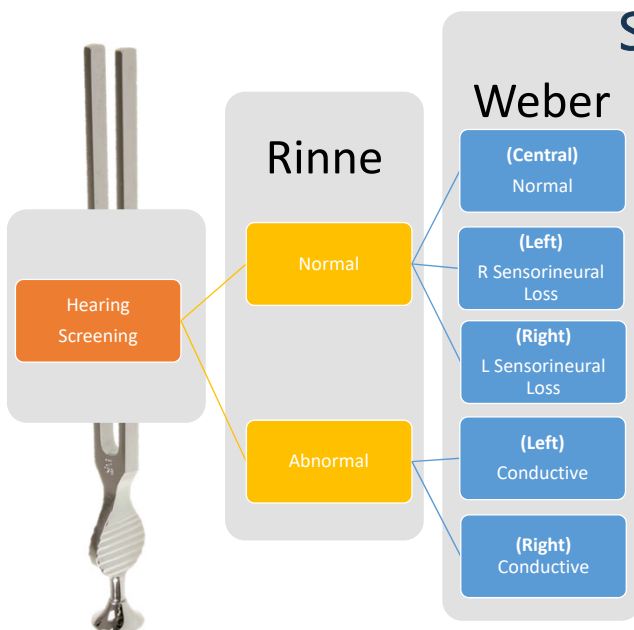 S
Weber
Rinne
Hearing
Screening
Normal
Abnormal
(Central)
Normal
(Left)
R Sensorineural
Loss
(Right)
L Sensorineural
Loss
(Left)
Conductive
(Right)
Conductive